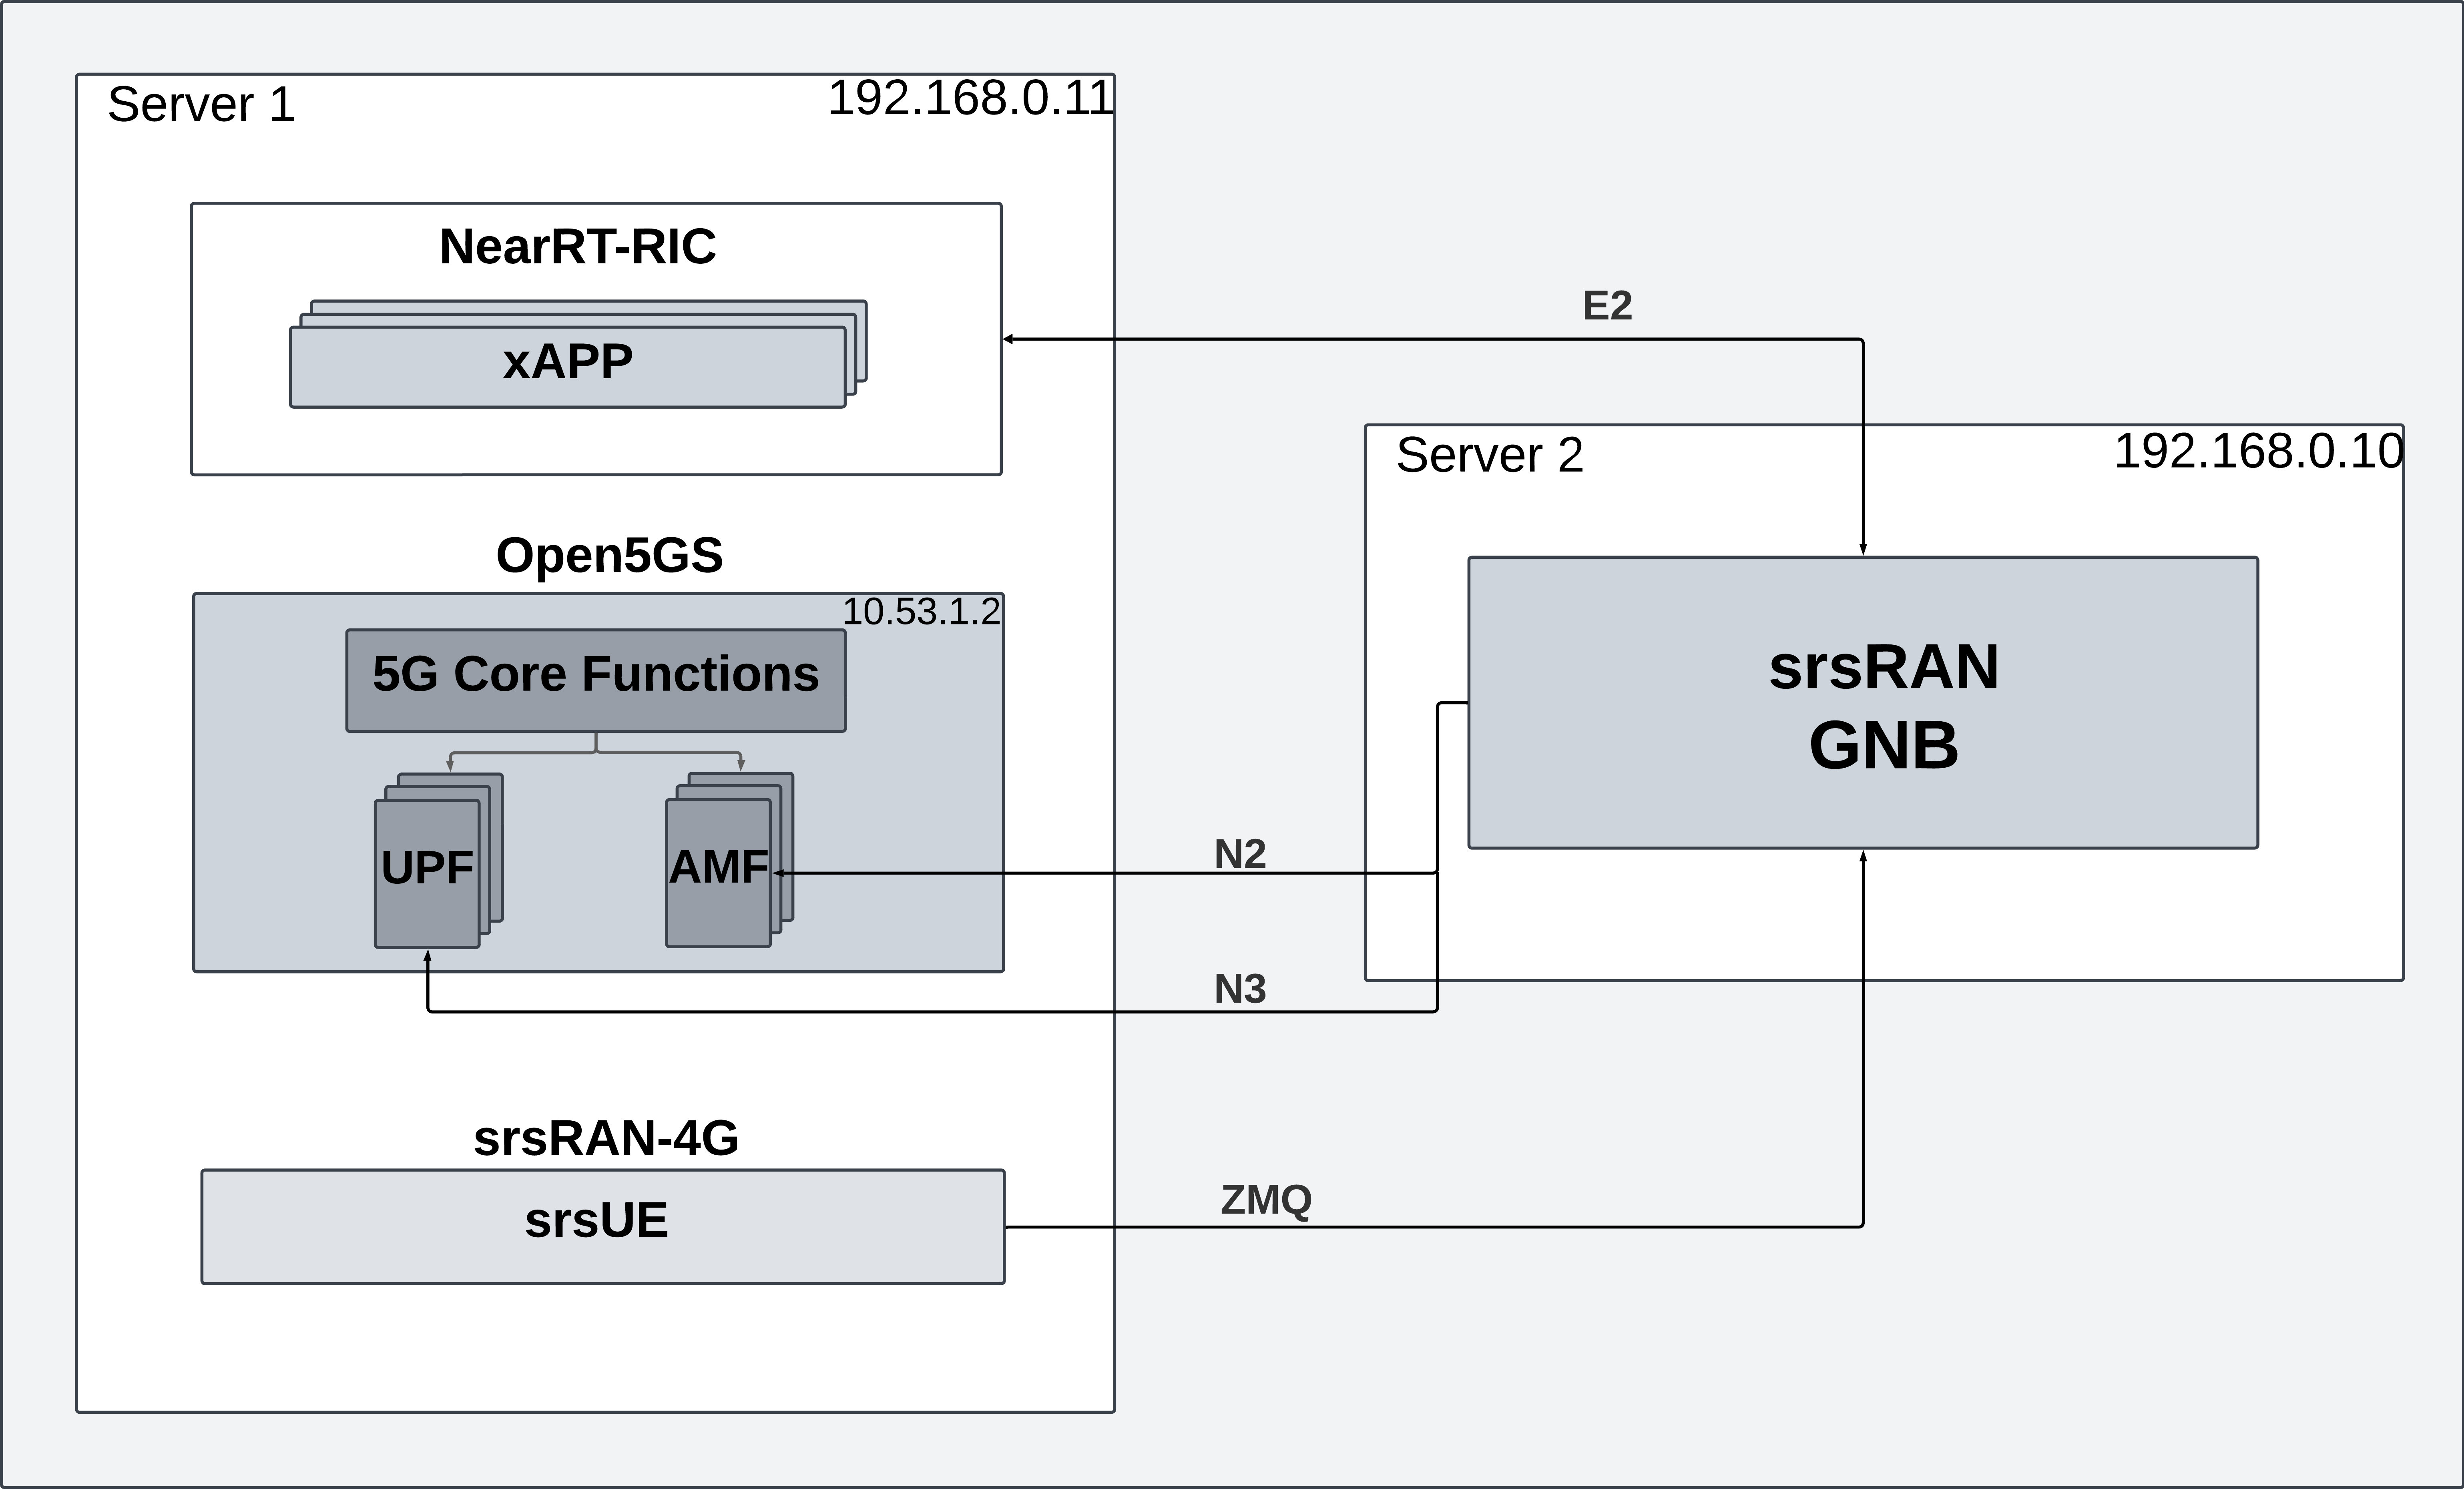 Server 1
192.168.0.11
NearRT-RIC
xAPP
E2
Server 2
192.168.0.10
srsRAN
GNB
Open5GS
10.53.1.2
5G Core Functions
UPF
AMF
N2
N3
srsRAN-4G
srsUE
ZMQ